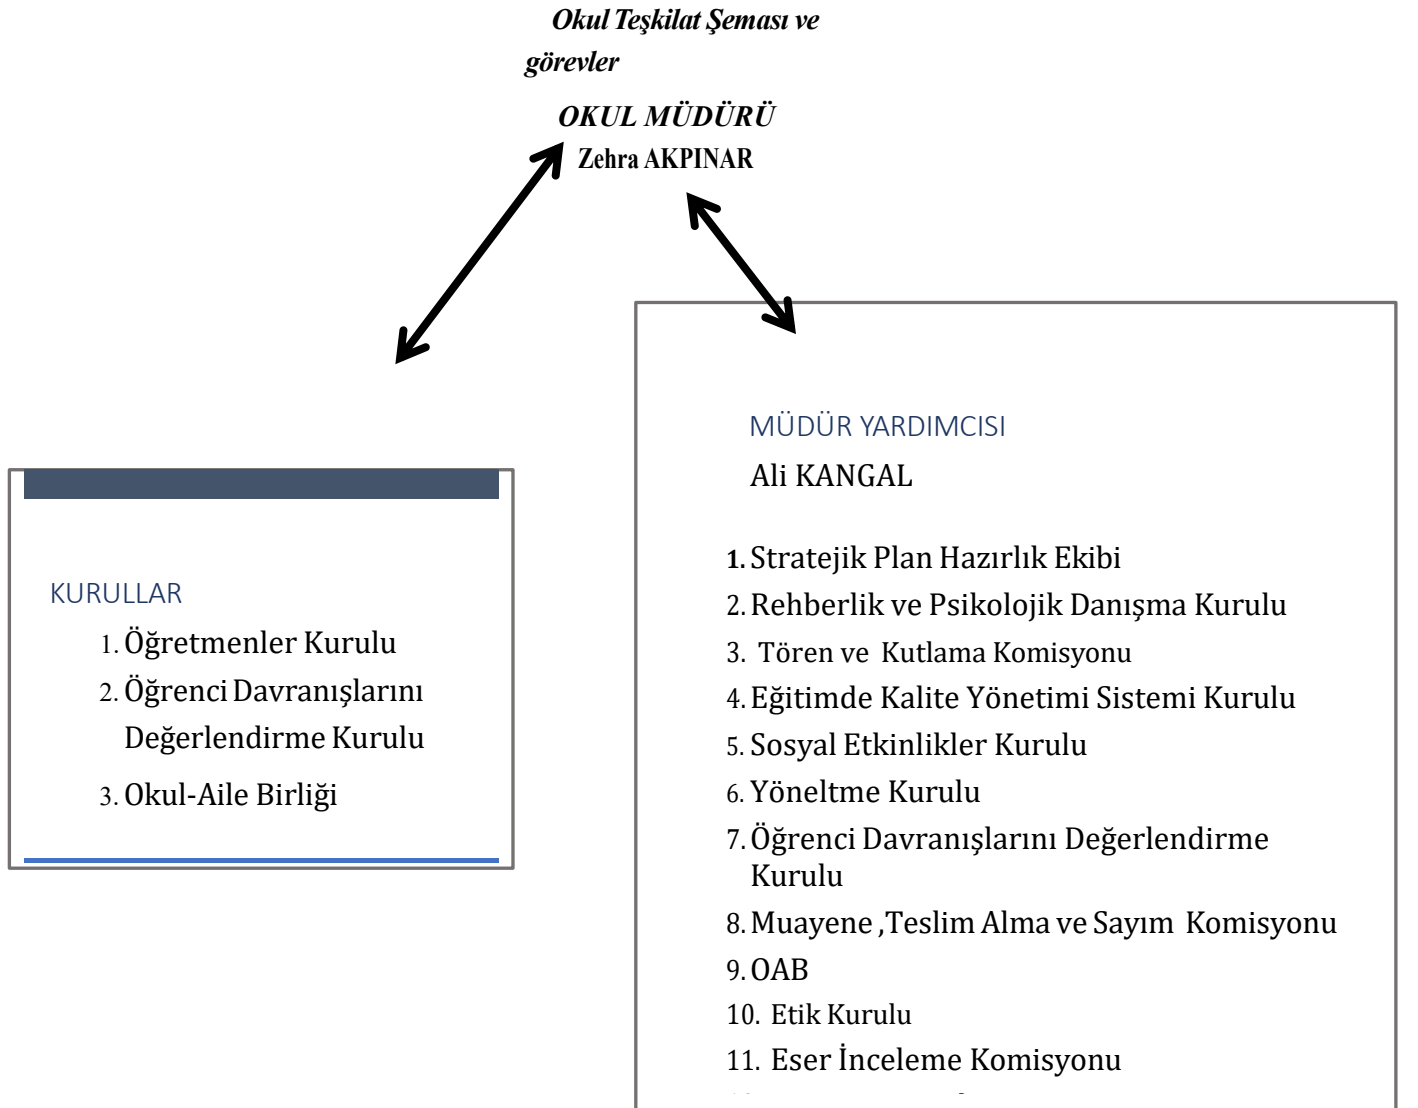 Okul Teşkilat Şeması ve
görevler
OKUL MÜDÜRÜ
Zehra AKPINAR
KURULLAR
1. Öğretmenler Kurulu
2. Öğrenci Davranışlarını
Değerlendirme Kurulu
3. Okul-Aile Birliği
MÜDÜR YARDIMCISI
Ali KANGAL
1. Stratejik Plan Hazırlık Ekibi
2. Rehberlik ve Psikolojik Danışma Kurulu
3. Tören ve Kutlama Komisyonu
4. Eğitimde Kalite Yönetimi Sistemi Kurulu
5. Sosyal Etkinlikler Kurulu
6. Yöneltme Kurulu
7. Öğrenci Davranışlarını Değerlendirme
Kurulu
8. Muayene ,Teslim Alma ve Sayım Komisyonu
9. OAB
10. Etik Kurulu
11. Eser İnceleme Komisyonu